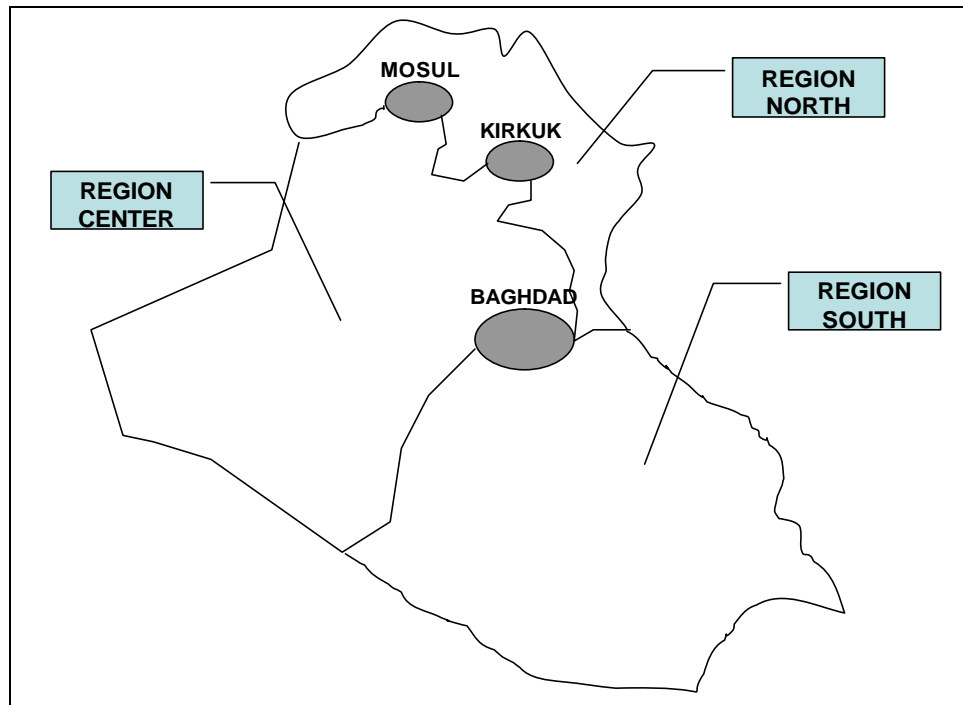 MOSUL
REGION
NORTH
KIRKUK
REGION
CENTER
BAGHDAD
REGION
SOUTH